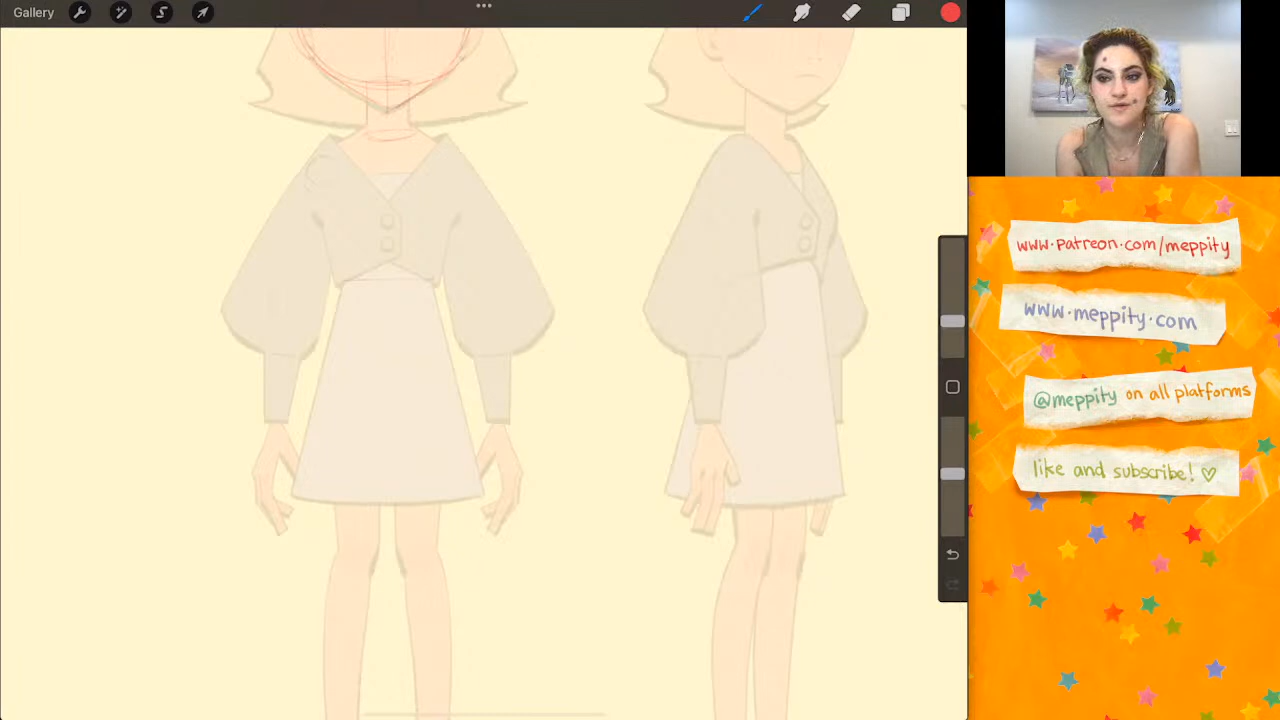 Gallery
www.patreon.com/meppity
www.meppity.com
@meppity on all platforms
like and subscribe! ♡